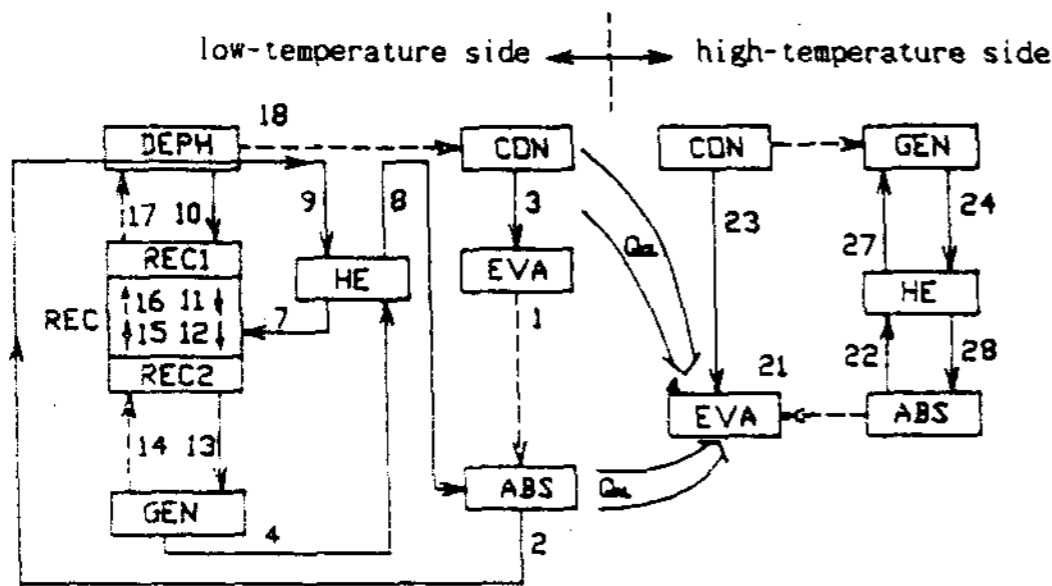 low-temperature side high-temperature side
18
DEPH CON CON GEN
17 10 9 8 3 23 27 24
REC1 HE EVA HE
REC 16 11 7 1 22 28
15 12
REC2 21
EVA ABS
14 13
GEN ABS
4 2